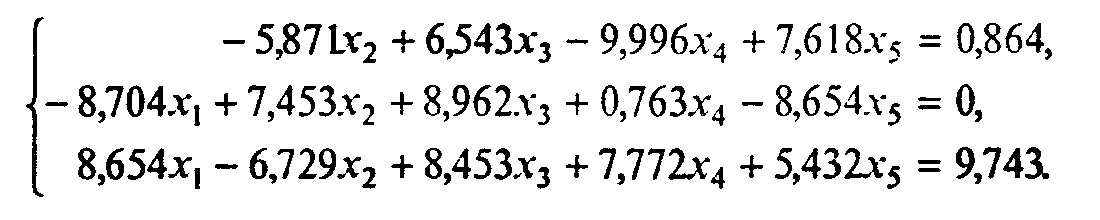 − 5,871x₂ + 6,543x₃ − 9,996x₄ + 7,618x₅ = 0,864,
− 8,704x₁ + 7,453x₂ + 8,962x₃ + 0,763x₄ − 8,654x₅ = 0,
8,654x₁ − 6,729x₂ + 8,453x₃ + 7,772x₄ + 5,432x₅ = 9,743.